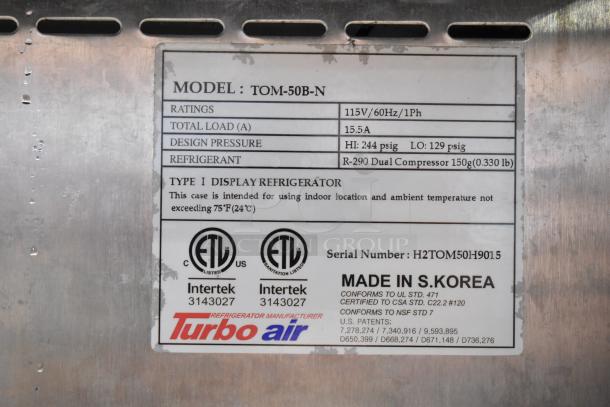 MODEL : TOM-50B-N
RATINGS 115V/60Hz/1Ph
TOTAL LOAD (A) 15.5A
DESIGN PRESSURE HI: 244 psig LO: 129 psig
REFRIGERANT R-290 Dual Compressor 150g(0.330 lb)
TYPE I DISPLAY REFRIGERATOR
This case is intended for using indoor location and ambient temperature not
exceeding 75°F(24℃)
C ETL US
LISTED
Intertek
3143027
ETL
SANITATION LISTED
Intertek
3143027
Serial Number : H2TOM50H9015
MADE IN S.KOREA
CONFORMS TO UL STD. 471
CERTIFIED TO CSA STD. C22.2 #120
CONFORMS TO NSF STD 7
U.S. PATENTS:
7,278,274 / 7,340,916 / 9,593,895
D650,399 / D668,274 / D671,148 / D736,276
REFRIGERATOR MANUFACTURER
Turbo air
GROUP